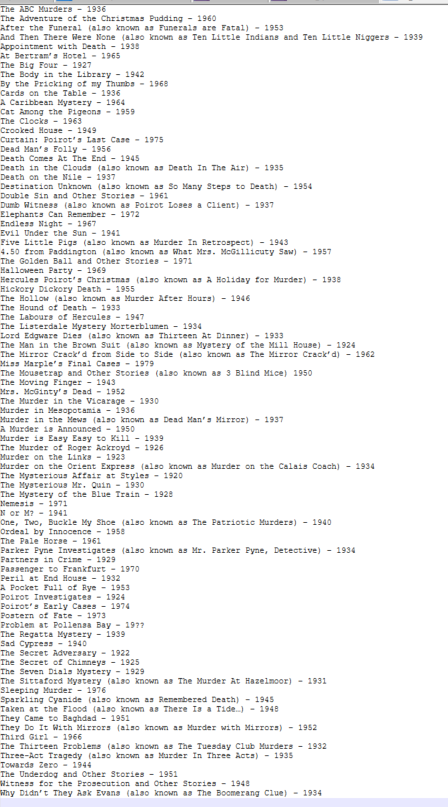 The ABC Murders – 1936
The Adventure of the Christmas Pudding – 1960
After the Funeral (also known as Funerals are Fatal) – 1953
And Then There Were None (also known as Ten Little Indians and Ten Little Niggers – 1939
Appointment with Death – 1938
At Bertram's Hotel – 1965
The Big Four – 1927
The Body in the Library – 1942
By the Pricking of my Thumbs – 1968
Cards on the Table – 1936
A Caribbean Mystery – 1964
Cat Among the Pigeons – 1959
The Clocks – 1963
Crooked House – 1949
Curtain: Poirot's Last Case – 1975
Dead Man's Folly – 1956
Death Comes At The End – 1945
Death in the Clouds (also known as Death In The Air) – 1935
Death on the Nile – 1937
Destination Unknown (also known as So Many Steps to Death) – 1954
Double Sin and Other Stories – 1961
Dumb Witness (also known as Poirot Loses a Client) – 1937
Elephants Can Remember – 1972
Endless Night – 1967
Evil Under the Sun – 1941
Five Little Pigs (also known as Murder In Retrospect) – 1943
4.50 from Paddington (also known as What Mrs. McGillicuty Saw) – 1957
The Golden Ball and Other Stories – 1971
Halloween Party – 1969
Hercules Poirot's Christmas (also known as A Holiday for Murder) – 1938
Hickory Dickory Death – 1955
The Hollow (also known as Murder After Hours) – 1946
The Hound of Death – 1933
The Labours of Hercules – 1947
The Listerdale Mystery Morterblumen – 1934
Lord Edgware Dies (also known as Thirteen At Dinner) – 1933
The Man in the Brown Suit (also known as Mystery of the Mill House) – 1924
The Mirror Crack'd from Side to Side (also known as The Mirror Crack'd) – 1962
Miss Marple's Final Cases – 1979
The Mousetrap and Other Stories (also known as 3 Blind Mice) 1950
The Moving Finger – 1943
Mrs. McGinty's Dead – 1952
The Murder in the Vicarage – 1930
Murder in Mesopotamia – 1936
Murder in the Mews (also known as Dead Man's Mirror) – 1937
A Murder is Announced – 1950
Murder is Easy Easy to Kill – 1939
The Murder of Roger Ackroyd – 1926
Murder on the Links – 1923
Murder on the Orient Express (also known as Murder on the Calais Coach) – 1934
The Mysterious Affair at Styles – 1920
The Mysterious Mr. Quin – 1930
The Mystery of the Blue Train – 1928
Nemesis – 1971
N or M? – 1941
One, Two, Buckle My Shoe (also known as The Patriotic Murders) – 1940
Ordeal by Innocence – 1958
The Pale Horse – 1961
Parker Pyne Investigates (also known as Mr. Parker Pyne, Detective) – 1934
Partners in Crime – 1929
Passenger to Frankfurt – 1970
Peril at End House – 1932
A Pocket Full of Rye – 1953
Poirot Investigates – 1924
Poirot's Early Cases – 1974
Postern of Fate – 1973
Problem at Pollensa Bay – 19??
The Regatta Mystery – 1939
Sad Cypress – 1940
The Secret Adversary – 1922
The Secret of Chimneys – 1925
The Seven Dials Mystery – 1929
The Sittaford Mystery (also known as The Murder At Hazelmoor) – 1931
Sleeping Murder – 1976
Sparkling Cyanide (also known as Remembered Death) – 1945
Taken at the Flood (also known as There Is a Tide…) – 1948
They Came to Baghdad – 1951
They Do It With Mirrors (also known as Murder with Mirrors) – 1952
Third Girl – 1966
The Thirteen Problems (also known as The Tuesday Club Murders – 1932
Three-Act Tragedy (also known as Murder In Three Acts) – 1935
Towards Zero – 1944
The Underdog and Other Stories – 1951
Witness for the Prosecution and Other Stories – 1948
Why Didn't They Ask Evans (also known as The Boomerang Clue) – 1934